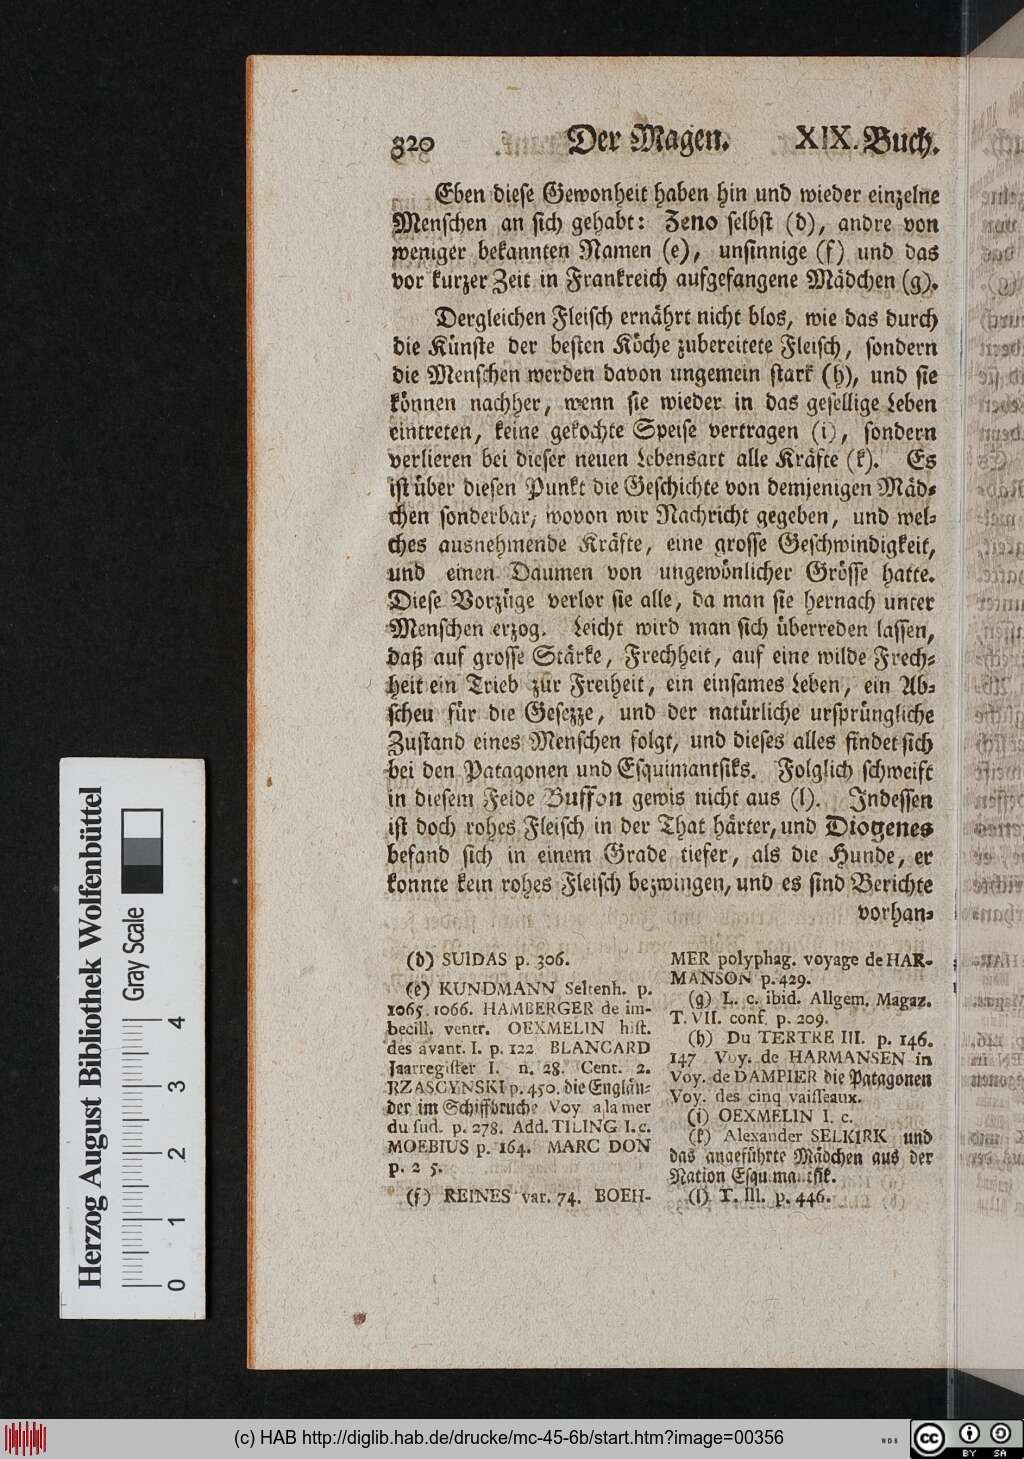 320 Der Magen. XIX. Buch.
Eben diese Gewonheit haben hin und wieder einzelne
Menschen an sich gehabt: Zeno selbst (d), andre von
weniger bekannten Namen (e), unsinnige (f) und das
vor kurzer Zeit in Frankreich aufgefangene Mädchen (g).
Dergleichen Fleisch ernährt nicht blos, wie das durch
die Künste der besten Köche zubereitete Fleisch, sondern
die Menschen werden davon ungemein stark (h), und sie
können nachher, wenn sie wieder in das gesellige Leben
eintreten, keine gekochte Speise vertragen (i), sondern
verlieren bei dieser neuen Lebensart alle Kräfte (k). Es
ist über diesen Punkt die Geschichte von demjenigen Mäd-
chen sonderbar, wovon wir Nachricht gegeben, und wel-
ches ausnehmende Kräfte, eine grosse Geschwindigkeit,
und einen Daumen von ungewönlicher Grösse hatte.
Diese Vorzüge verlor sie alle, da man sie hernach unter
Menschen erzog. Leicht wird man sich überreden lassen,
daß auf grosse Stärke, Frechheit, auf eine wilde Frech-
heit ein Trieb zur Freiheit, ein einsames Leben, ein Ab-
scheu für die Gesezze, und der natürliche ursprüngliche
Zustand eines Menschen folgt, und dieses alles findet sich
bei den Patagonen und Esquimantsiks. Folglich schweift
in diesem Felde Buffon gewis nicht aus (l). Indessen
ist doch rohes Fleisch in der That härter, und Diogenes
befand sich in einem Grade tiefer, als die Hunde, er
konnte kein rohes Fleisch bezwingen, und es sind Berichte
vorhan-
(d) SUIDAS p. 306.
(e) KUNDMANN Seltenh. p.
1065. 1066. HAMBERGER de im-
becill. ventr. OEXMELIN hist.
des avant. I. p. 122 BLANCARD
Jaarregister I. n. 28. Cent. 2.
RZASCYNSKI p. 450. die Englän-
der im Schiffbruche Voy a la mer
du sud. p. 278. Add. TILING I. c.
MOEBIUS p. 164. MARC DON
p. 2 5.
(f) REINES var. 74. BOEH-
MER polyphag. voyage de HAR-
MANSON p. 429.
(g) L. c. ibid. Allgem. Magaz.
T. VII. conf. p. 209.
(h) Du TERTRE III. p. 146.
147 Voy. de HARMANSEN in
Voy. de DAMPIER die Patagonen
Voy. des cinq vaisseaux.
(i) OEXMELIN I. c.
(k) Alexander SELKIRK und
das angeführte Mädchen aus der
Nation Esquimantsik.
(l) T. III. p. 446.
Herzog August Bibliothek Wolfenbüttel
Gray Scale
0 1 2 3 4
(c) HAB http://diglib.hab.de/drucke/mc-45-6b/start.htm?image=00356
WDB
cc BY SA